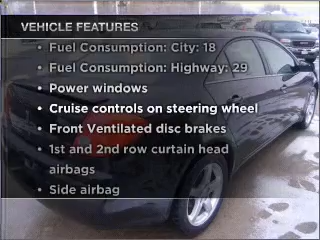 VEHICLE FEATURES
• Fuel Consumption: City: 18
• Fuel Consumption: Highway: 29
• Power windows
• Cruise controls on steering wheel
• Front Ventilated disc brakes
• 1st and 2nd row curtain head
airbags
• Side airbag